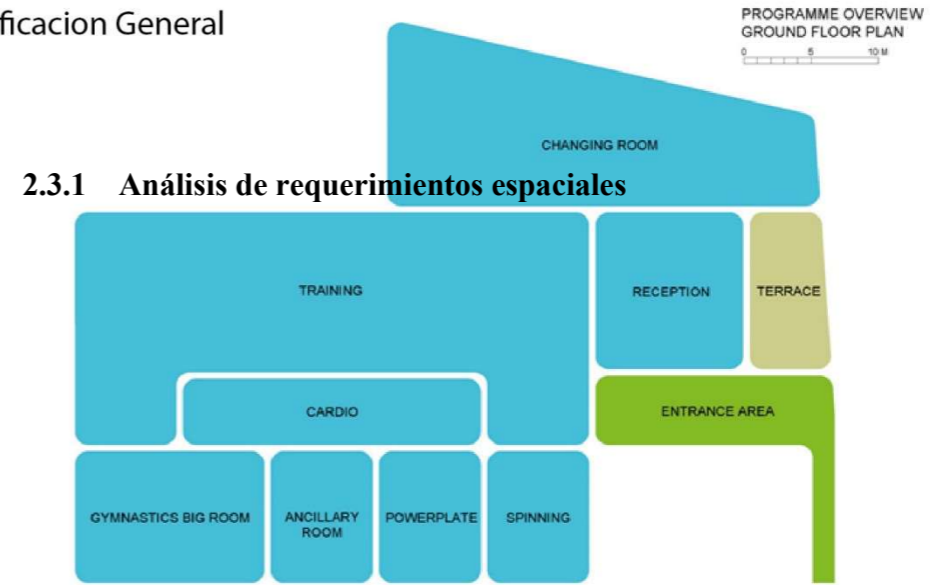 ficacion General
PROGRAMME OVERVIEW
GROUND FLOOR PLAN
0 5 10 M
CHANGING ROOM
2.3.1 Análisis de requerimientos espaciales
TRAINING
RECEPTION
TERRACE
CARDIO
ENTRANCE AREA
GYMNASTICS BIG ROOM
ANCILLARY
ROOM
POWERPLATE
SPINNING